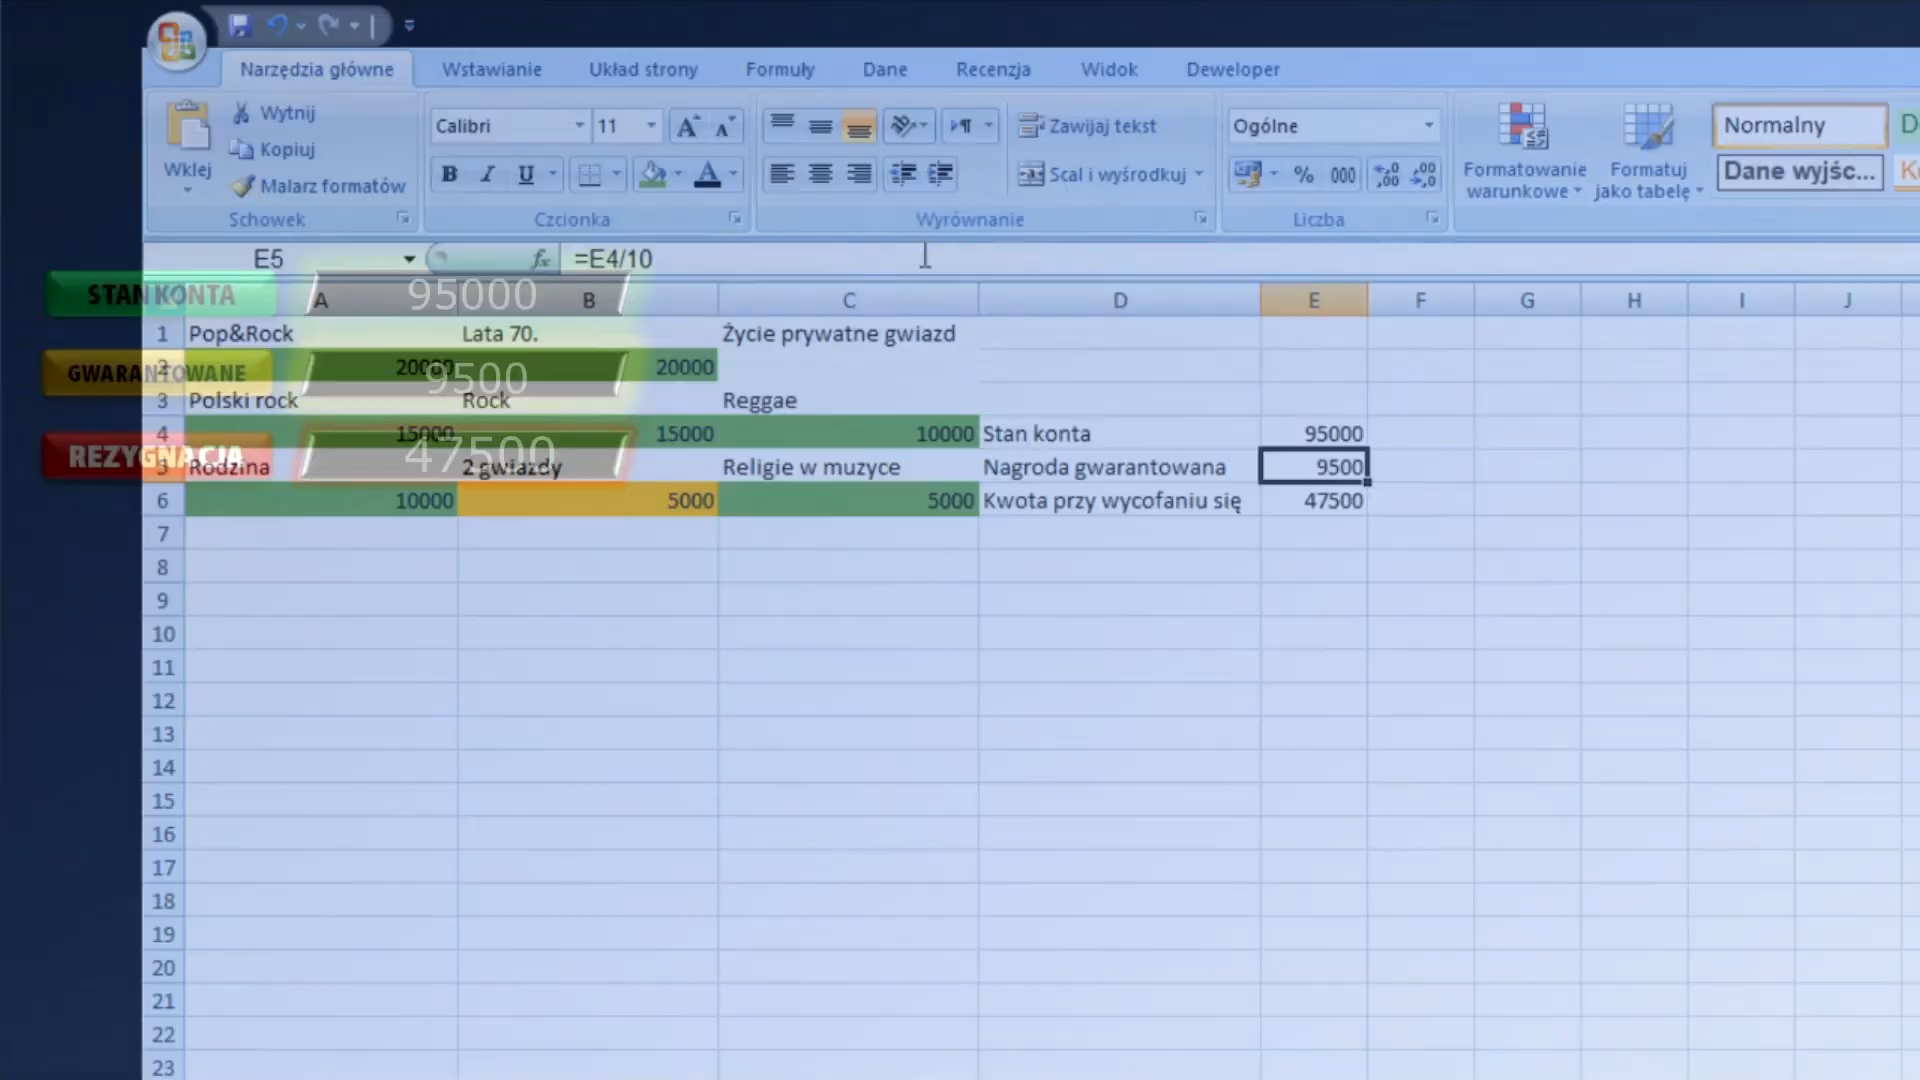 Narzędzia główne Wstawianie Układ strony Formuły Dane Recenzja Widok Deweloper
Wklej
Wytnij
Kopiuj
Malarz formatów
Schowek
Calibri 11
B I U
Czcionka
Zawijaj tekst
Scal i wyśrodkuj
Wyrównanie
Ogólne
% 000
Liczba
Formatowanie warunkowe
Formatuj jako tabelę
Normalny
Dane wyjśc...
E5 fx =E4/10
STAN KONTA 95000
GWARANTOWANE 9500
REZYGNACJA 47500
A B C D E F G H I J
1 Pop&Rock Lata 70. Życie prywatne gwiazd
2 20000 20000
3 Polski rock Rock Reggae
4 15000 15000 10000 Stan konta 95000
5 Rodzina 2 gwiazdy Religie w muzyce Nagroda gwarantowana 9500
6 10000 5000 5000 Kwota przy wycofaniu się 47500
7
8
9
10
11
12
13
14
15
16
17
18
19
20
21
22
23